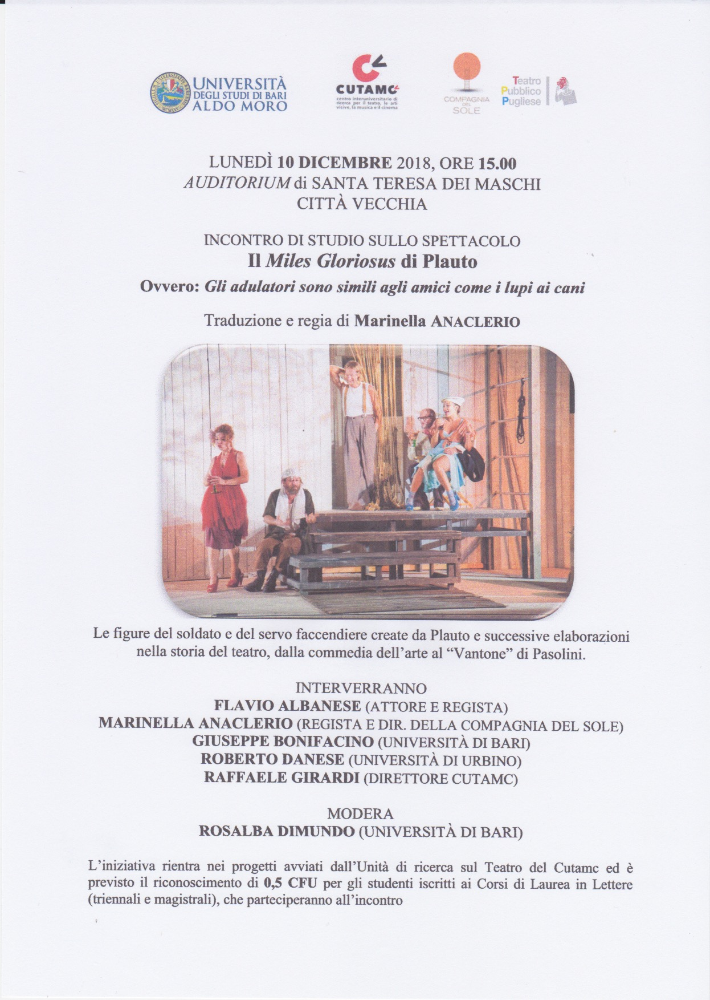 UNIVERSITÀ
DEGLI STUDI DI BARI
ALDO MORO
CUTAMC
centro interuniversitario di
ricerca per il teatro, le arti
visive, la musica e il cinema
COMPAGNIA
DEL
SOLE
Teatro
Pubblico
Pugliese
LUNEDÌ 10 DICEMBRE 2018, ORE 15.00
AUDITORIUM di SANTA TERESA DEI MASCHI
CITTÀ VECCHIA
INCONTRO DI STUDIO SULLO SPETTACOLO
Il Miles Gloriosus di Plauto
Ovvero: Gli adulatori sono simili agli amici come i lupi ai cani
Traduzione e regia di Marinella ANACLERIO
Le figure del soldato e del servo faccendiere create da Plauto e successive elaborazioni
nella storia del teatro, dalla commedia dell’arte al “Vantone” di Pasolini.
INTERVERRANNO
FLAVIO ALBANESE (ATTORE E REGISTA)
MARINELLA ANACLERIO (REGISTA E DIR. DELLA COMPAGNIA DEL SOLE)
GIUSEPPE BONIFACINO (UNIVERSITÀ DI BARI)
ROBERTO DANESE (UNIVERSITÀ DI URBINO)
RAFFAELE GIRARDI (DIRETTORE CUTAMC)
MODERA
ROSALBA DIMUNDO (UNIVERSITÀ DI BARI)
L’iniziativa rientra nei progetti avviati dall’Unità di ricerca sul Teatro del Cutamc ed è
previsto il riconoscimento di 0,5 CFU per gli studenti iscritti ai Corsi di Laurea in Lettere
(triennali e magistrali), che parteciperanno all’incontro